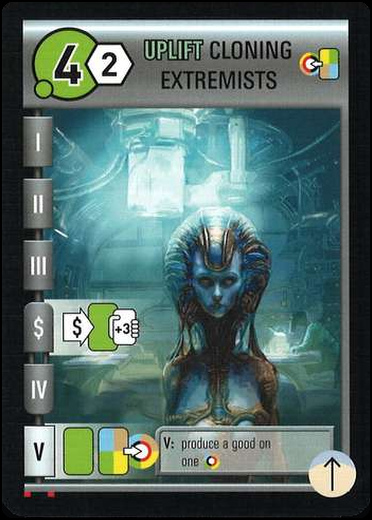 4 2 UPLIFT CLONING
EXTREMISTS
I
II
III
$ $ +3
IV
V V: produce a good on
one